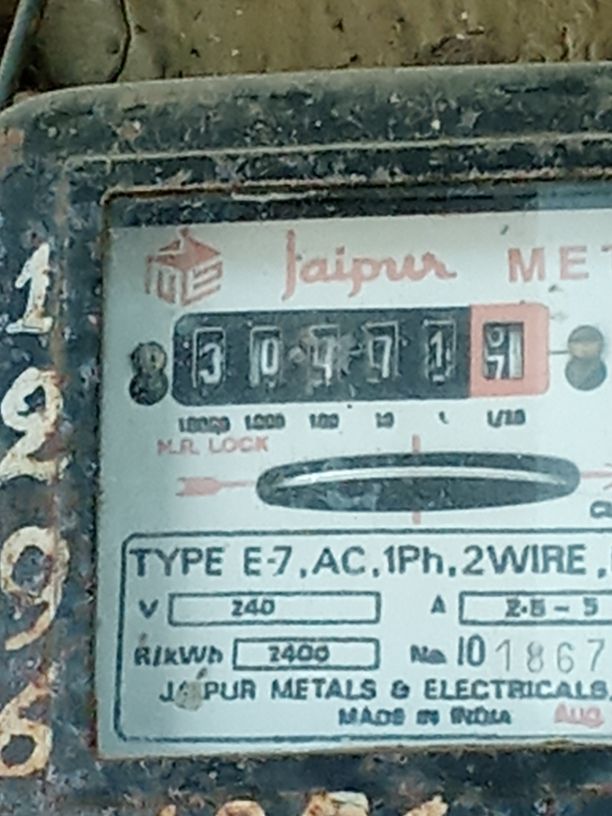 Jaipur MET
3 0 4 7 1
10000 1000 100 10 1 1/10
M.R. LOCK
TYPE E-7, AC, 1Ph, 2WIRE,
V 240 A 2.5 - 5
R/kWh 2400 No 101867
JAIPUR METALS & ELECTRICALS
MADE IN INDIA Aug.
1
2
9
6